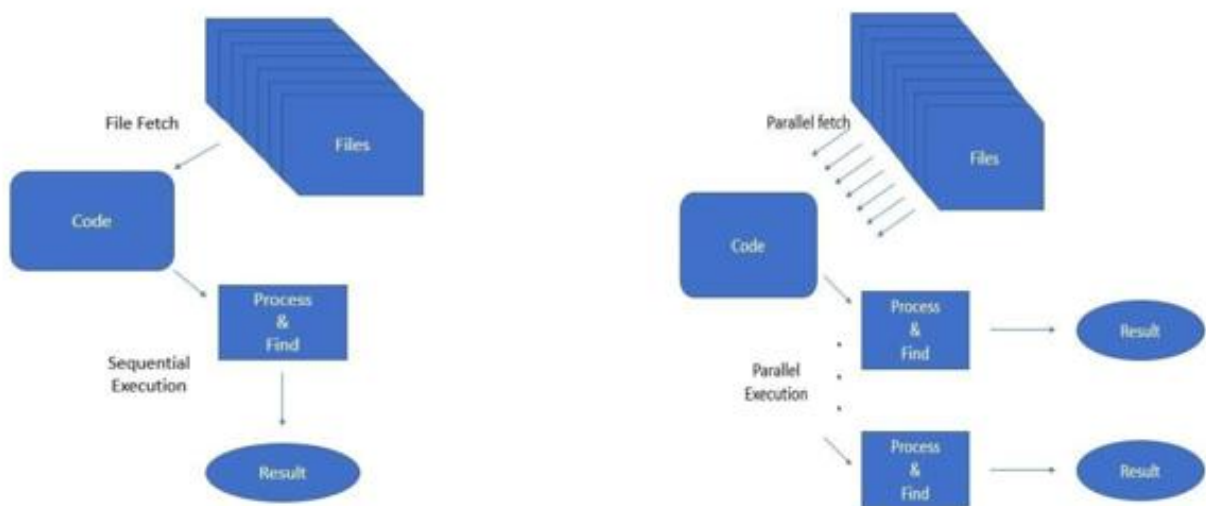 File Fetch
Files
Code
Process
&
Find
Sequential
Execution
Result
Parallel fetch
Files
Code
Process
&
Find
Result
Parallel
Execution
Process
&
Find
Result